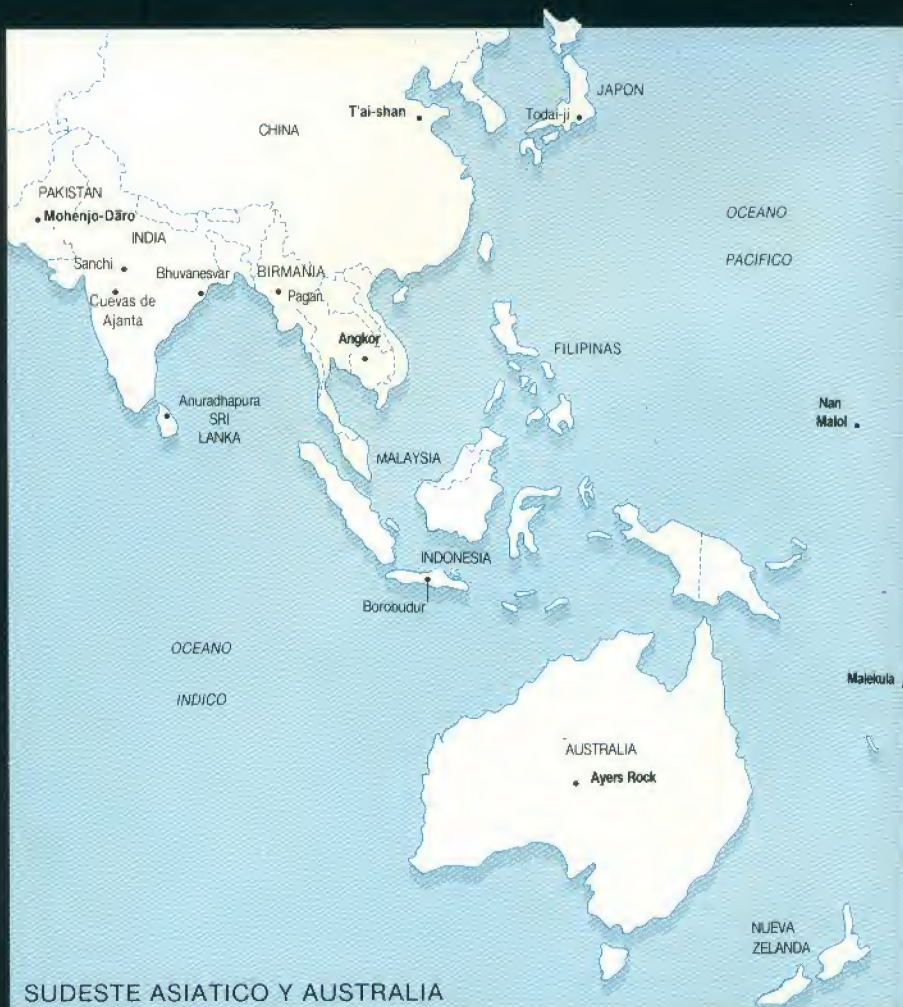 JAPON
T'ai-shan
Todai-ji
CHINA
PAKISTAN
Mohenjo-Dāro
INDIA
OCEANO
PACIFICO
Sanchi
Bhuvanesvar
BIRMANIA
Cuevas de
Ajanta
Pagan
Angkor
FILIPINAS
Anuradhapura
SRI
LANKA
Nan
Malol
MALAYSIA
INDONESIA
Borobudur
OCEANO
INDICO
Malekula
AUSTRALIA
Ayers Rock
NUEVA
ZELANDA
SUDESTE ASIATICO Y AUSTRALIA